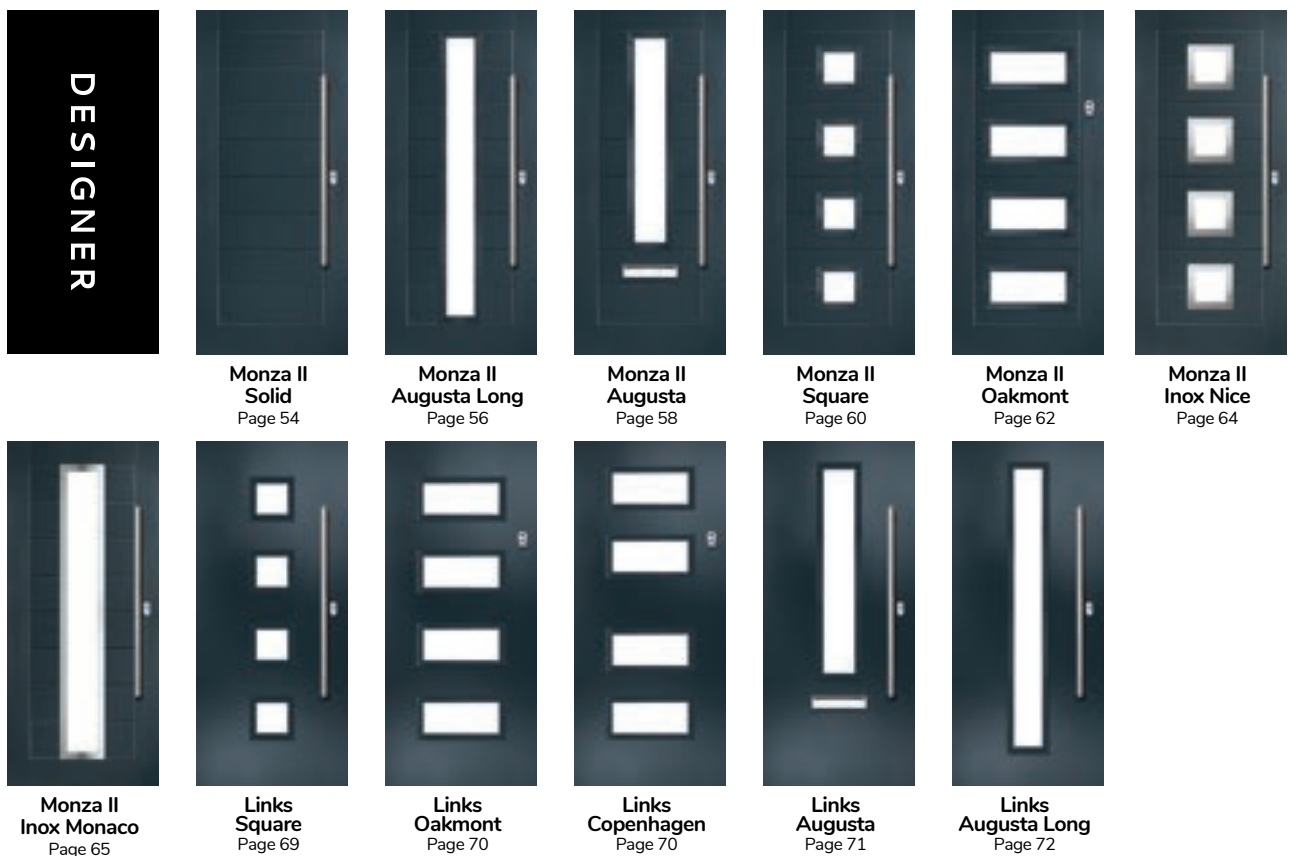 DESIGNER
Monza II
Solid
Page 54
Monza II
Augusta Long
Page 56
Monza II
Augusta
Page 58
Monza II
Square
Page 60
Monza II
Oakmont
Page 62
Monza II
Inox Nice
Page 64
Monza II
Inox Monaco
Page 65
Links
Square
Page 69
Links
Oakmont
Page 70
Links
Copenhagen
Page 70
Links
Augusta
Page 71
Links
Augusta Long
Page 72